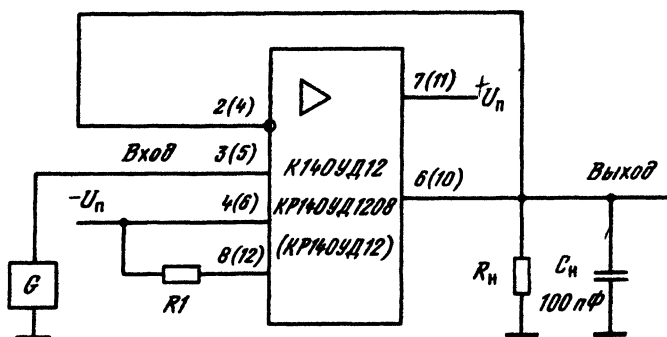 7(11)
+Uп
2(4)
Вход
3(5)
К140УД12
6(10)
Выход
-Uп
4(6)
КР140УД1208
8(12)
(КР140УД12)
G
R1
Rн
Cн
100пФ